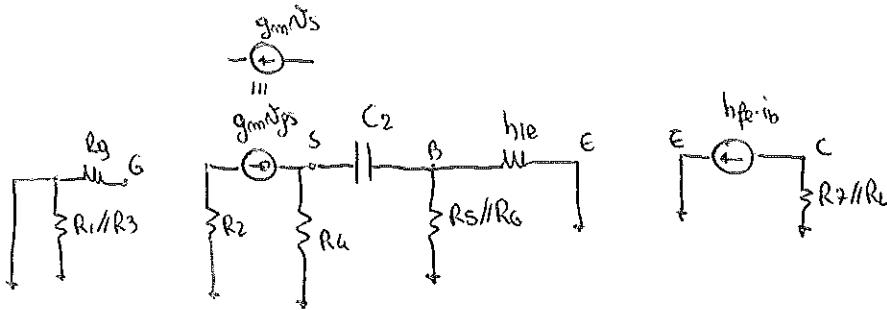 gmvs
gmvgs
C2
hfe·ib
Rg G S B hie E E C
R1//R3 R2 R4 R5//R6 R7//RL